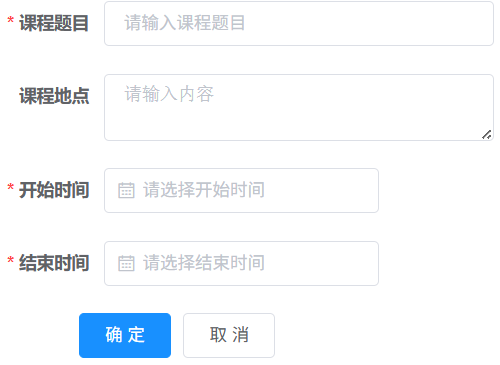 * 课程题目 请输入课程题目
课程地点 请输入内容
* 开始时间 请选择开始时间
* 结束时间 请选择结束时间
确 定 取 消